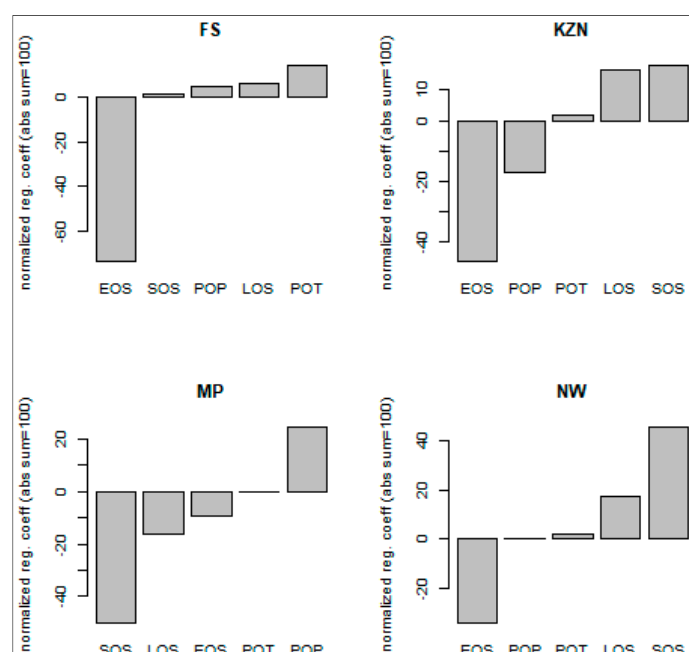 FS
normalized reg. coeff (abs sum=100)
0
-20
-40
-60
EOS SOS POP LOS POT
KZN
normalized reg. coeff (abs sum=100)
10
0
-20
-40
EOS POP POT LOS SOS
MP
normalized reg. coeff (abs sum=100)
20
0
-20
-40
SOS LOS EOS POT POP
NW
normalized reg. coeff (abs sum=100)
40
20
0
-20
EOS POP POT LOS SOS